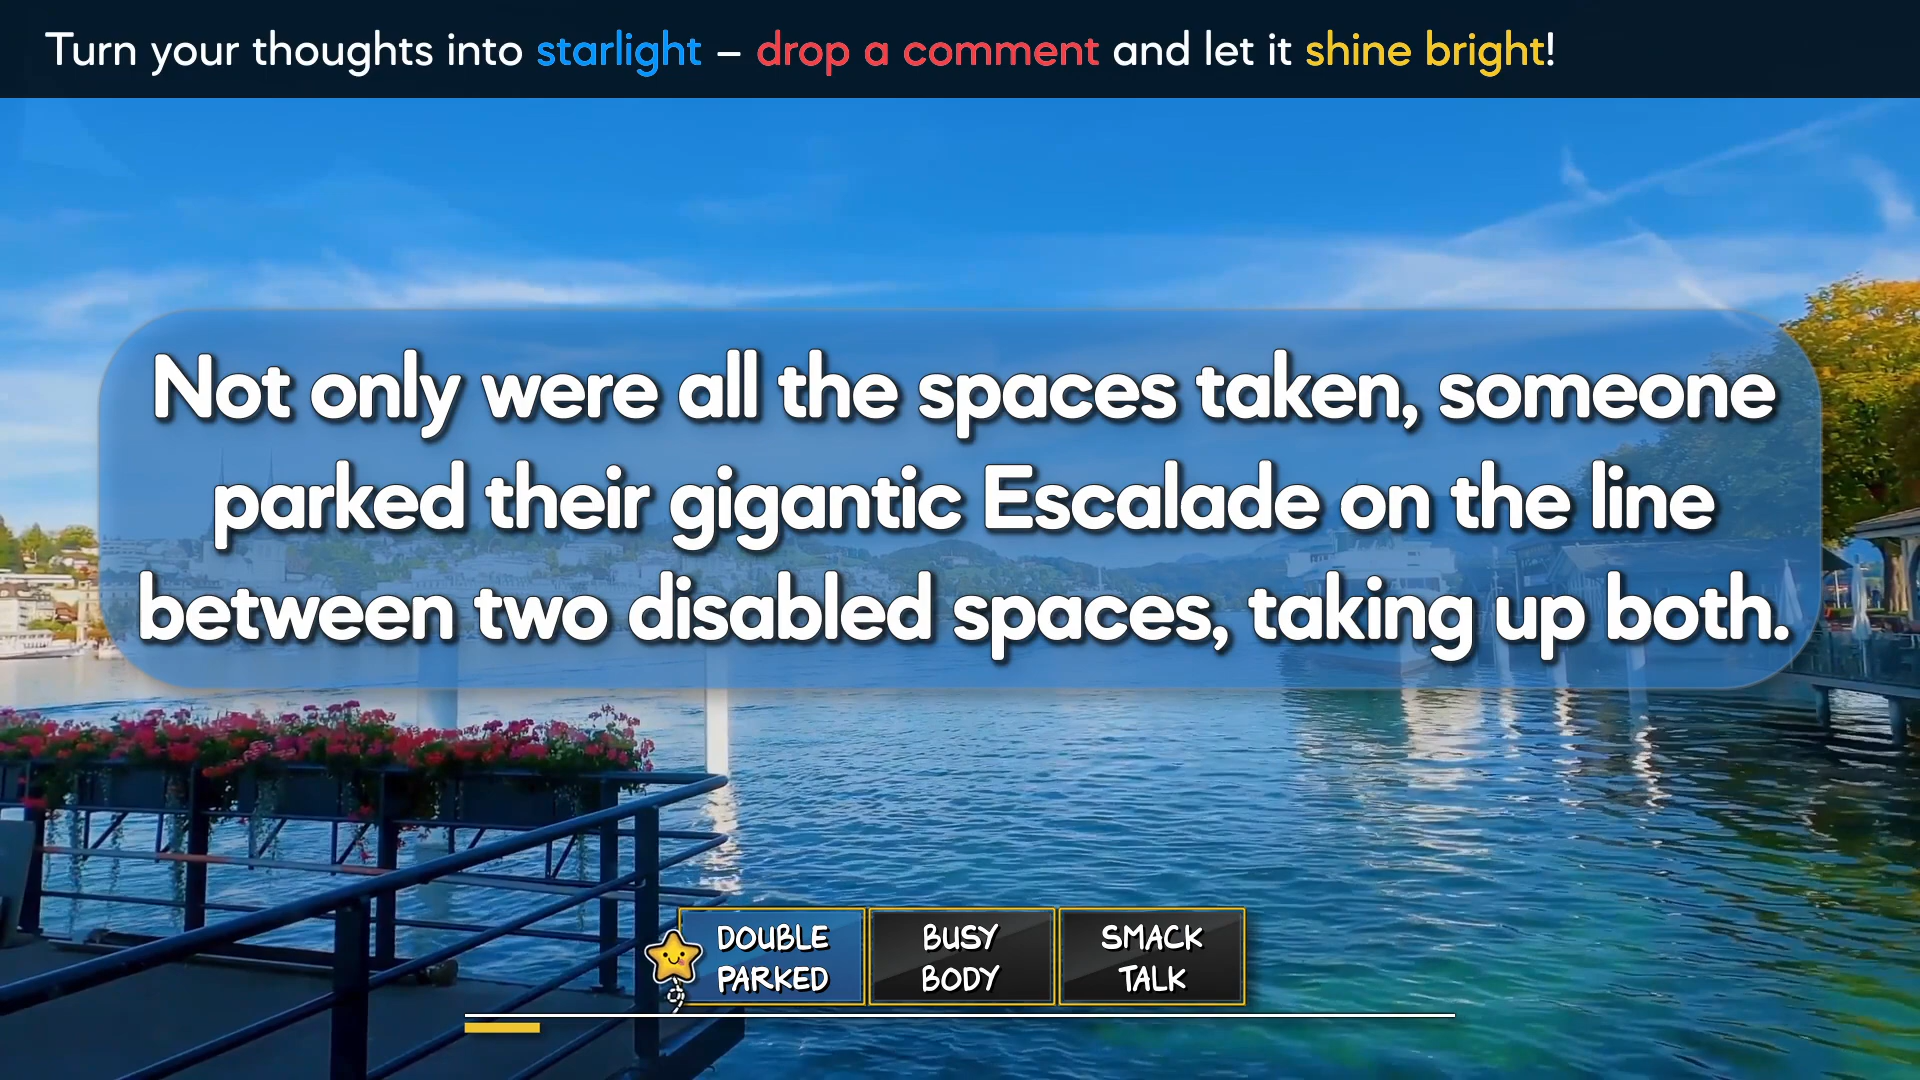 Turn your thoughts into starlight – drop a comment and let it shine bright!
Not only were all the spaces taken, someone
parked their gigantic Escalade on the line
between two disabled spaces, taking up both.
DOUBLE
PARKED
BUSY
BODY
SMACK
TALK